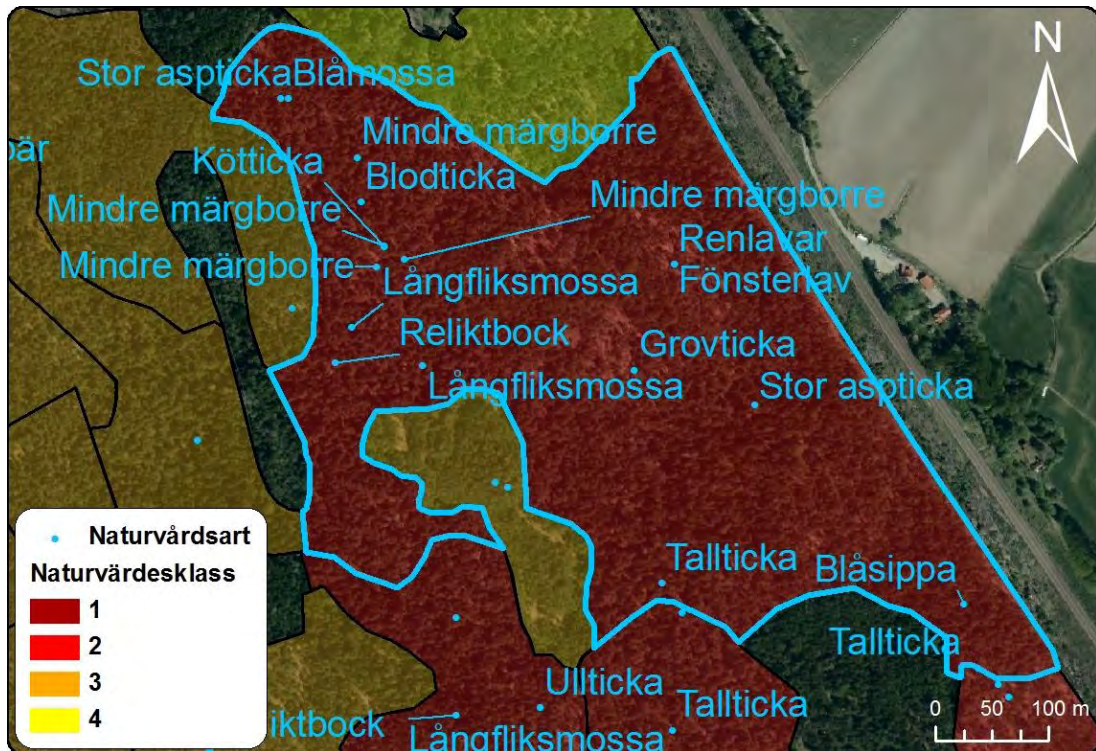 N
Stor aspticka Blåmossa
Mindre märgborre
Kötticka
Blodticka
Mindre märgborre
Mindre märgborre
Mindre märgborre
Renlavar
Fönsterlav
Långfliksmossa
Reliktbock
Grovticka
Långfliksmossa
Stor aspticka
Tallticka
Blåsippa
Tallticka
Ullticka
Tallticka
iktbock
Långfliksmossa
Naturvårdsart
Naturvärdesklass
1
2
3
4
0 50 100 m